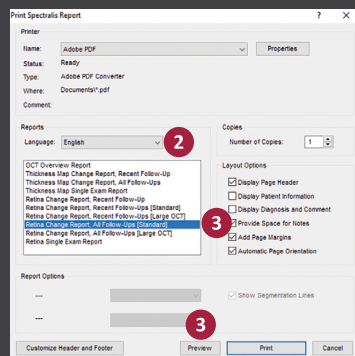 Print Spectralis Report ? X
Printer
Name: Adobe PDF Properties
Status: Ready
Type: Adobe PDF Converter
Where: Documents\*.pdf
Comment:
Reports
Language: English 2
OCT Overview Report
Thickness Map Change Report, Recent Follow-Up
Thickness Map Change Report, All Follow-Ups
Thickness Map Single Exam Report
Retina Change Report, Recent Follow-Up
Retina Change Report, Recent Follow-Ups [Standard]
Retina Change Report, Recent Follow-Ups [Large OCT]
Retina Change Report, All Follow-Ups [Standard]
Retina Change Report, All Follow-Ups [Large OCT]
Retina Single Exam Report
Copies
Number of Copies: 1
Layout Options
Display Page Header
Display Patient Information
Display Diagnosis and Comment
3 Provide Space for Notes
Add Page Margins
Automatic Page Orientation
Report Options
---
Show Segmentation Lines
---
3
Customize Header and Footer Preview Print Cancel